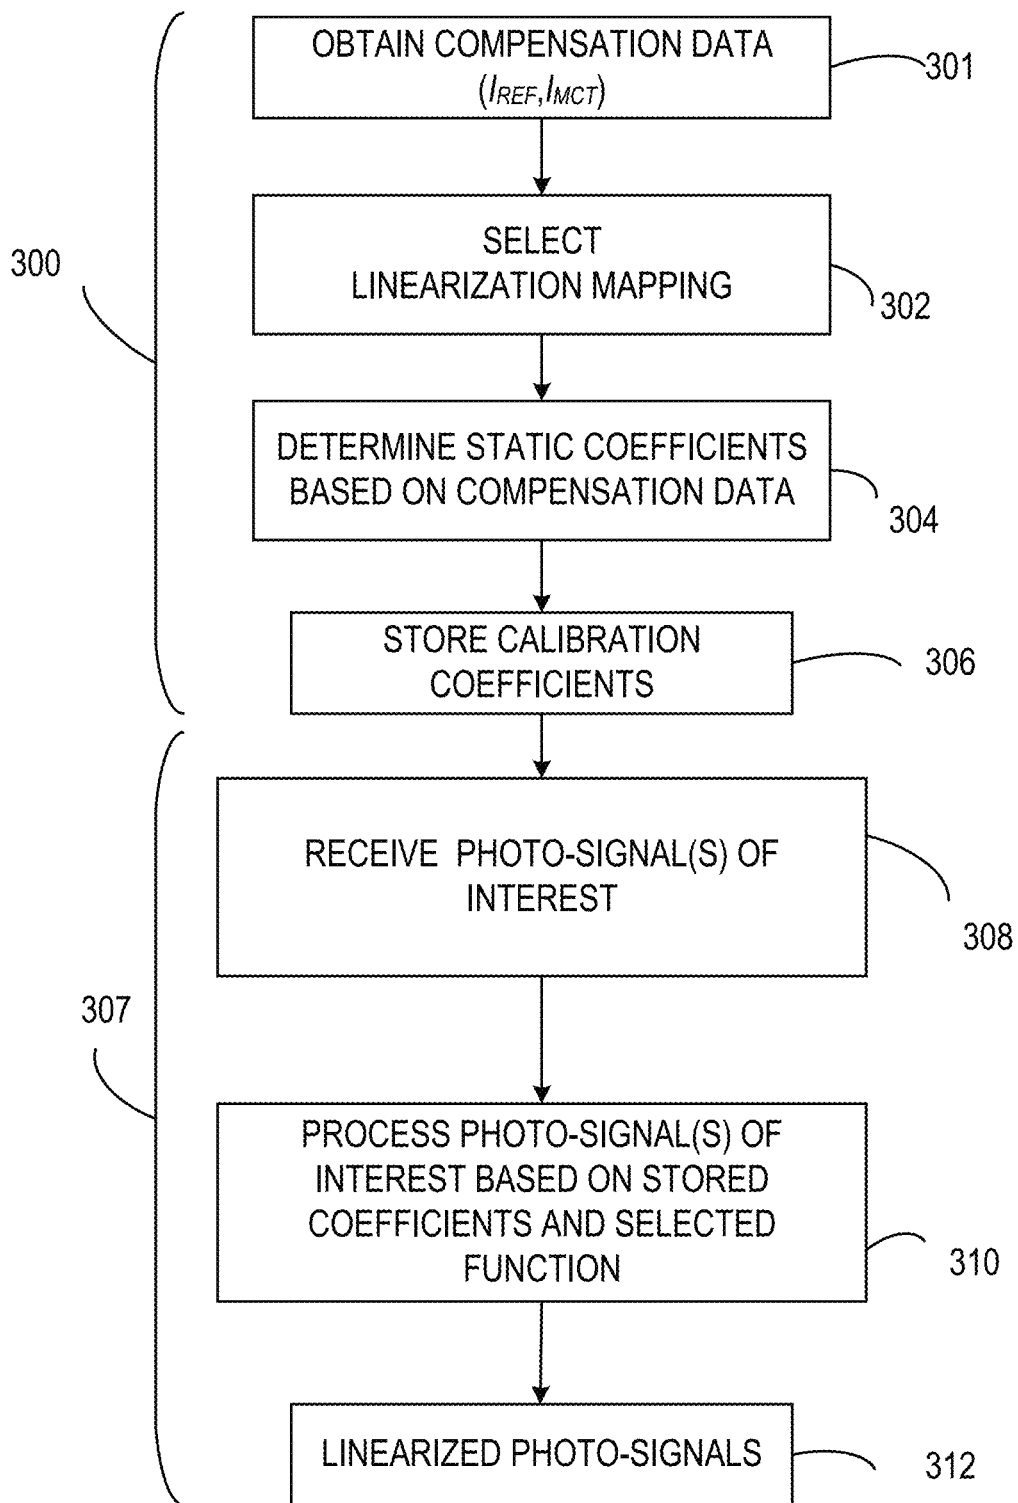 OBTAIN COMPENSATION DATA
(IREF,IMCT)
301
SELECT
LINEARIZATION MAPPING
302
300
DETERMINE STATIC COEFFICIENTS
BASED ON COMPENSATION DATA
304
STORE CALIBRATION
COEFFICIENTS
306
RECEIVE PHOTO-SIGNAL(S) OF
INTEREST
308
307
PROCESS PHOTO-SIGNAL(S) OF
INTEREST BASED ON STORED
COEFFICIENTS AND SELECTED
FUNCTION
310
LINEARIZED PHOTO-SIGNALS
312